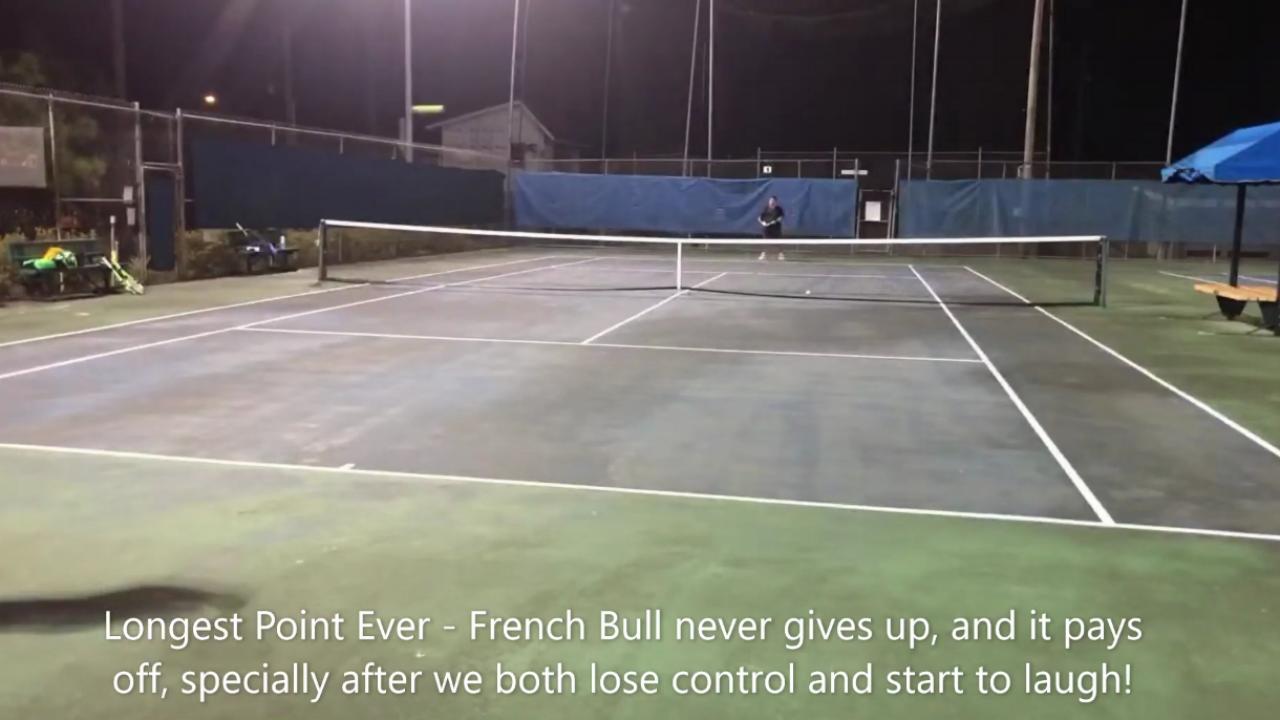 Longest Point Ever - French Bull never gives up, and it pays
off, specially after we both lose control and start to laugh!